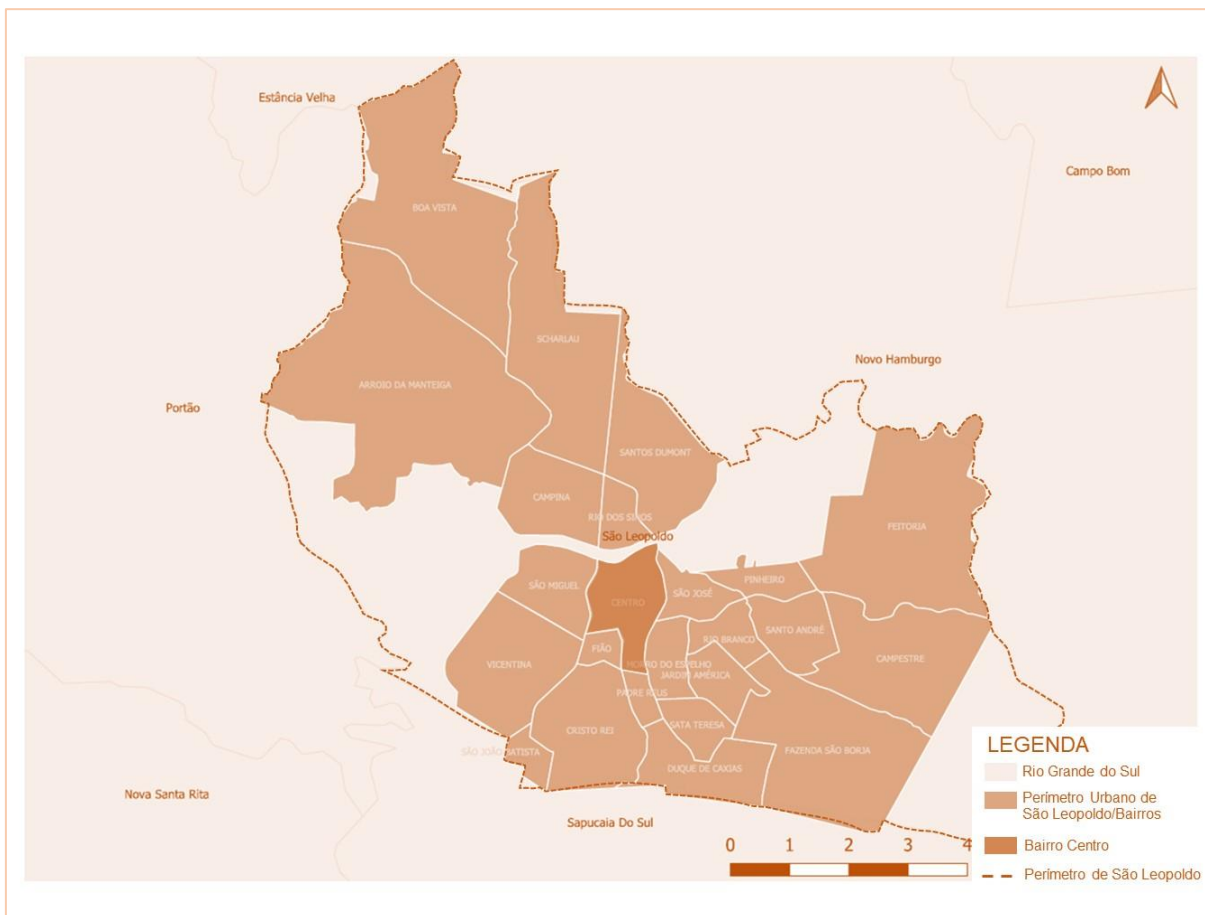 Estância Velha
Campo Bom
BOA VISTA
SCHARLAU
Novo Hamburgo
ARROIO DA MANTEIGA
Portão
SANTOS DUMONT
CAMPINA
RIO DOS SINOS
FEITORIA
São Leopoldo
SÃO MIGUEL
PINHEIRO
SÃO JOSÉ
CENTRO
SANTO ANDRÉ
RIO BRANCO
FIÃO
CAMPESTRE
VICENTINA
MORRO DO ESPELHO
JARDIM AMÉRICA
PADRE REUS
SATA TERESA
CRISTO REI
SÃO JOÃO BATISTA
FAZENDA SÃO BORJA
DUQUE DE CAXIAS
Nova Santa Rita
Sapucaia Do Sul
0 1 2 3 4
LEGENDA
Rio Grande do Sul
Perímetro Urbano de
São Leopoldo/Bairros
Bairro Centro
Perímetro de São Leopoldo